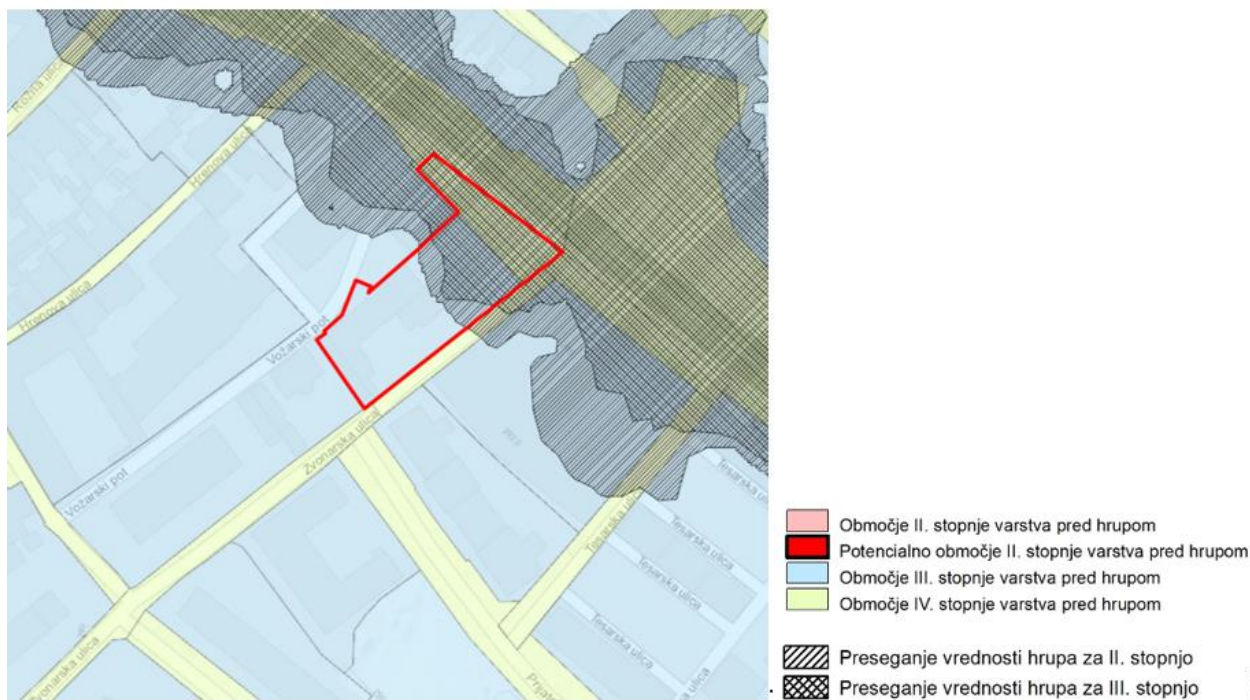 Rožna ulica
Hrenova ulica
Hrenova ulica
Vožarski pot
Vožarski pot
Zvonarska ulica
Zvonarska ulica
Tesarska ulica
Tesarska ulica
Tesarska ulica
Tesarska ulica
Prijat
Območje II. stopnje varstva pred hrupom
Potencialno območje II. stopnje varstva pred hrupom
Območje III. stopnje varstva pred hrupom
Območje IV. stopnje varstva pred hrupom
Preseganje vrednosti hrupa za II. stopnjo
Preseganje vrednosti hrupa za III. stopnjo